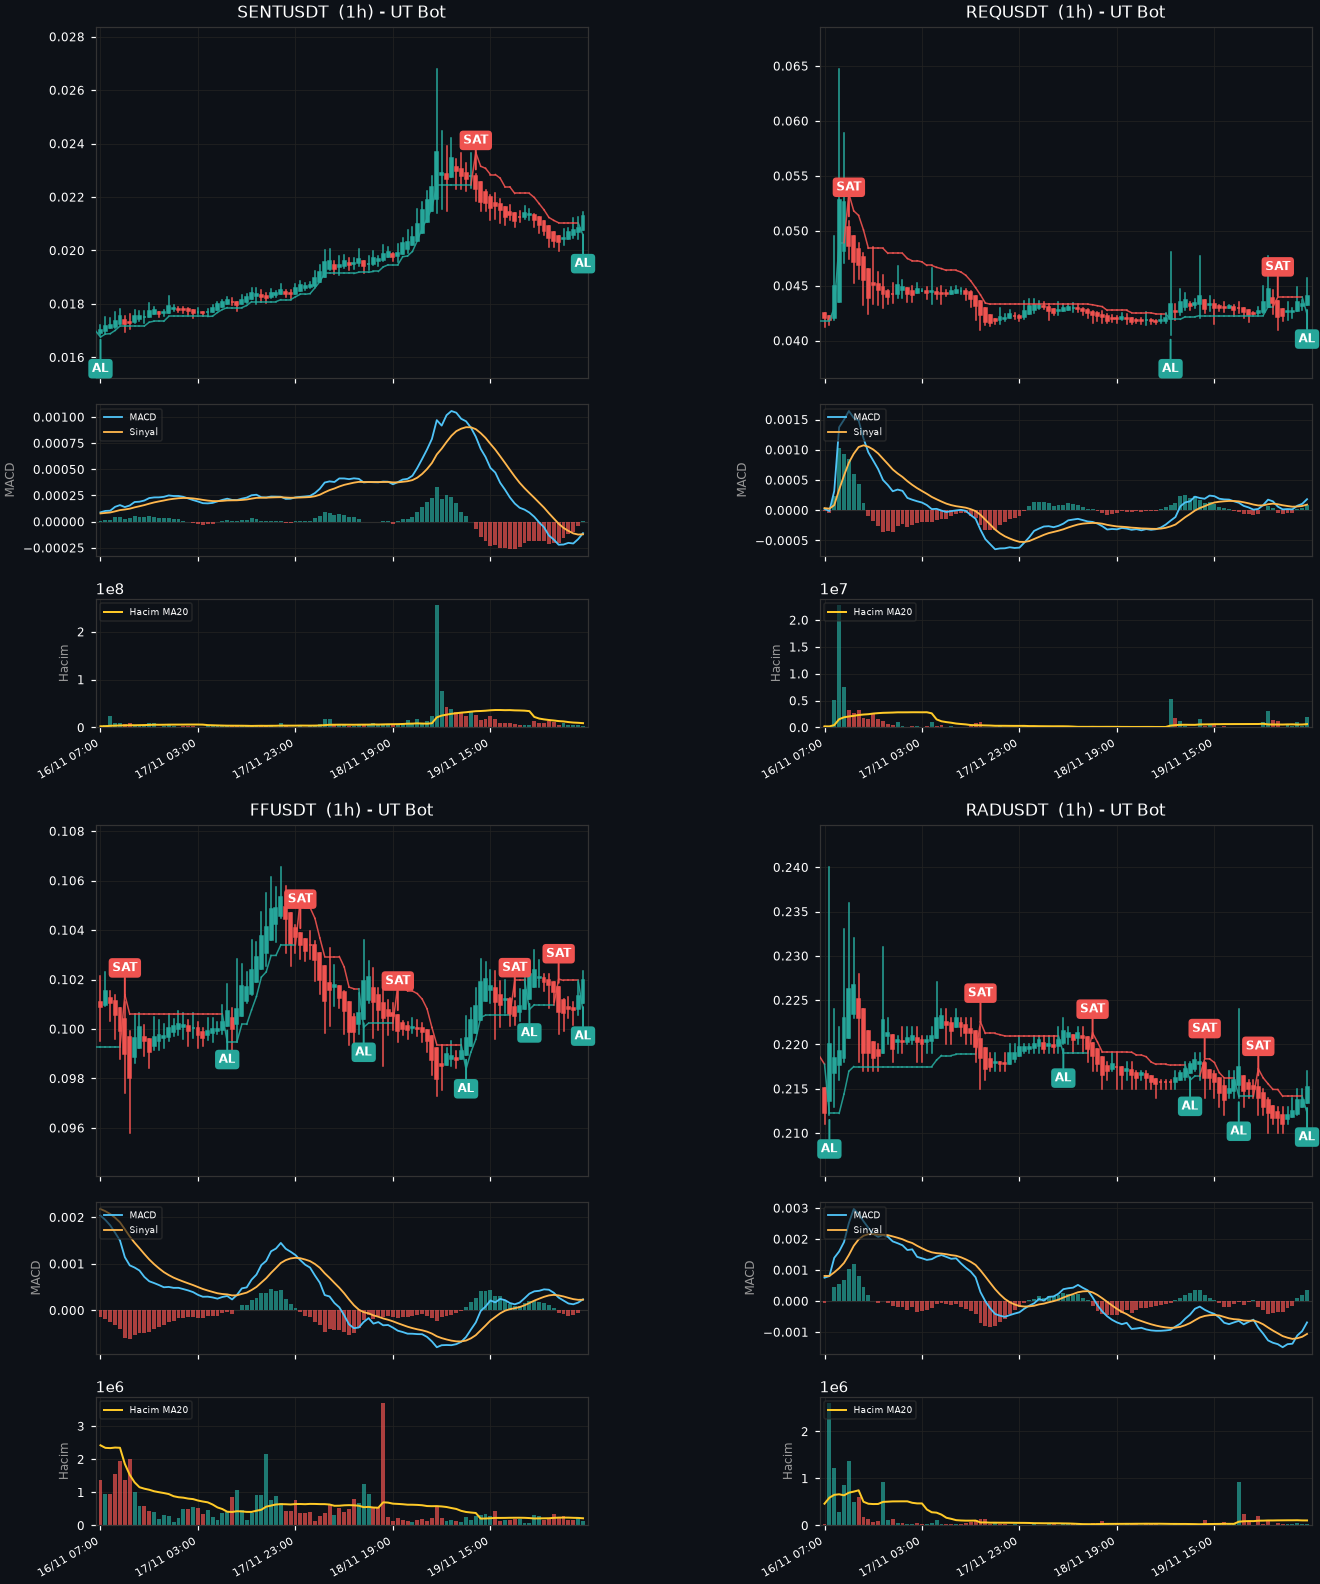 SENTUSDT  (1h) - UT Bot
0.028
0.026
0.024
0.022
0.020
0.018
0.016
SAT
AL
AL
MACD
0.00100
0.00075
0.00050
0.00025
0.00000
−0.00025
MACD
Sinyal
1e8
Hacim
2
1
0
Hacim MA20
16/11 07:00
17/11 03:00
17/11 23:00
18/11 19:00
19/11 15:00
REQUSDT  (1h) - UT Bot
0.065
0.060
0.055
0.050
0.045
0.040
SAT
SAT
AL
AL
MACD
0.0015
0.0010
0.0005
0.0000
−0.0005
MACD
Sinyal
1e7
Hacim
2.0
1.5
1.0
0.5
0.0
Hacim MA20
16/11 07:00
17/11 03:00
17/11 23:00
18/11 19:00
19/11 15:00
FFUSDT  (1h) - UT Bot
0.108
0.106
0.104
0.102
0.100
0.098
0.096
SAT
SAT
SAT
SAT
SAT
AL
AL
AL
AL
AL
MACD
0.002
0.001
0.000
MACD
Sinyal
1e6
Hacim
3
2
1
0
Hacim MA20
16/11 07:00
17/11 03:00
17/11 23:00
18/11 19:00
19/11 15:00
RADUSDT  (1h) - UT Bot
0.240
0.235
0.230
0.225
0.220
0.215
0.210
SAT
SAT
SAT
SAT
AL
AL
AL
AL
AL
MACD
0.003
0.002
0.001
0.000
−0.001
MACD
Sinyal
1e6
Hacim
2
1
0
Hacim MA20
16/11 07:00
17/11 03:00
17/11 23:00
18/11 19:00
19/11 15:00